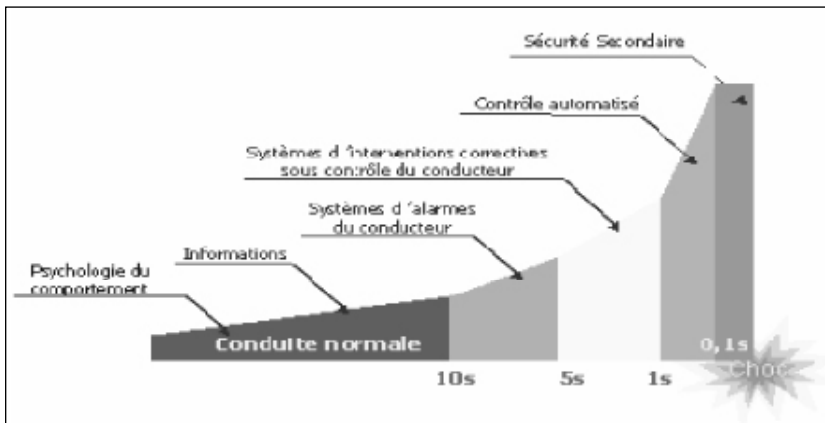 Sécurité Secondaire
Contrôle automatisé
Systèmes d'interventions correctives
sous contrôle du conducteur
Systèmes d'alarmes
du conducteur
Informations
Psychologie du
comportement
Conduite normale
0,1s
Choc
10s
5s
1s